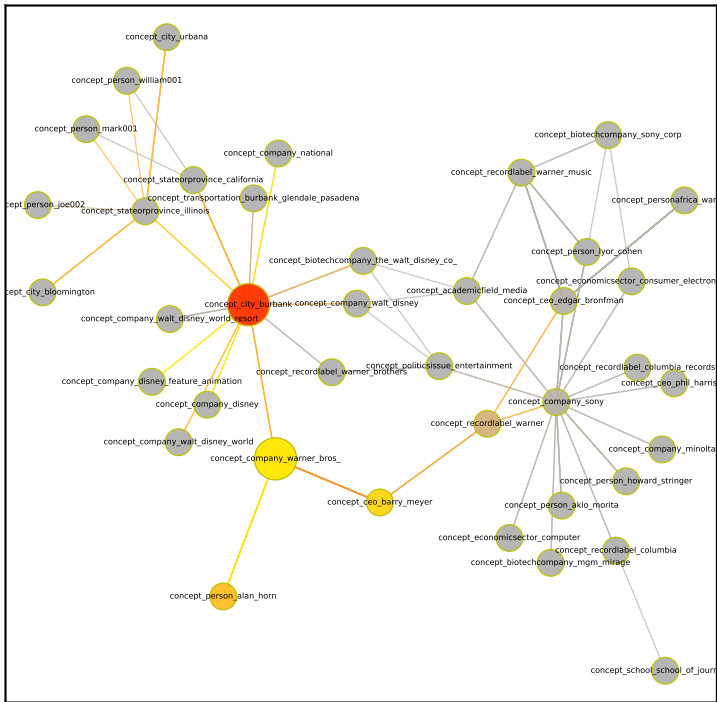 concept_city_urbana
concept_person_william001
concept_person_mark001
concept_biotechcompany_sony_corp
concept_company_national
concept_recordlabel_warner_music
concept_stateorprovince_california
concept_transportation_burbank_glendale_pasadena
cept_person_joe002
concept_stateorprovince_illinois
concept_personafrica_war
concept_person_lyor_cohen
concept_biotechcompany_the_walt_disney_co_
concept_economicsector_consumer_electron
concept_academicfield_media
cept_city_bloomington
concept_ceo_edgar_bronfman
concept_city_burbank
concept_company_walt_disney
concept_company_walt_disney_world_resort
concept_politicsissue_entertainment
concept_recordlabel_columbia_records
concept_recordlabel_warner_brothers
concept_company_disney_feature_animation
concept_ceo_phil_harris
concept_company_sony
concept_company_disney
concept_recordlabel_warner
concept_company_walt_disney_world
concept_company_minolta
concept_company_warner_bros_
concept_person_howard_stringer
concept_ceo_barry_meyer
concept_person_akio_morita
concept_economicsector_computer
concept_recordlabel_columbia
concept_biotechcompany_mgm_mirage
concept_person_alan_horn
concept_school_school_of_jour